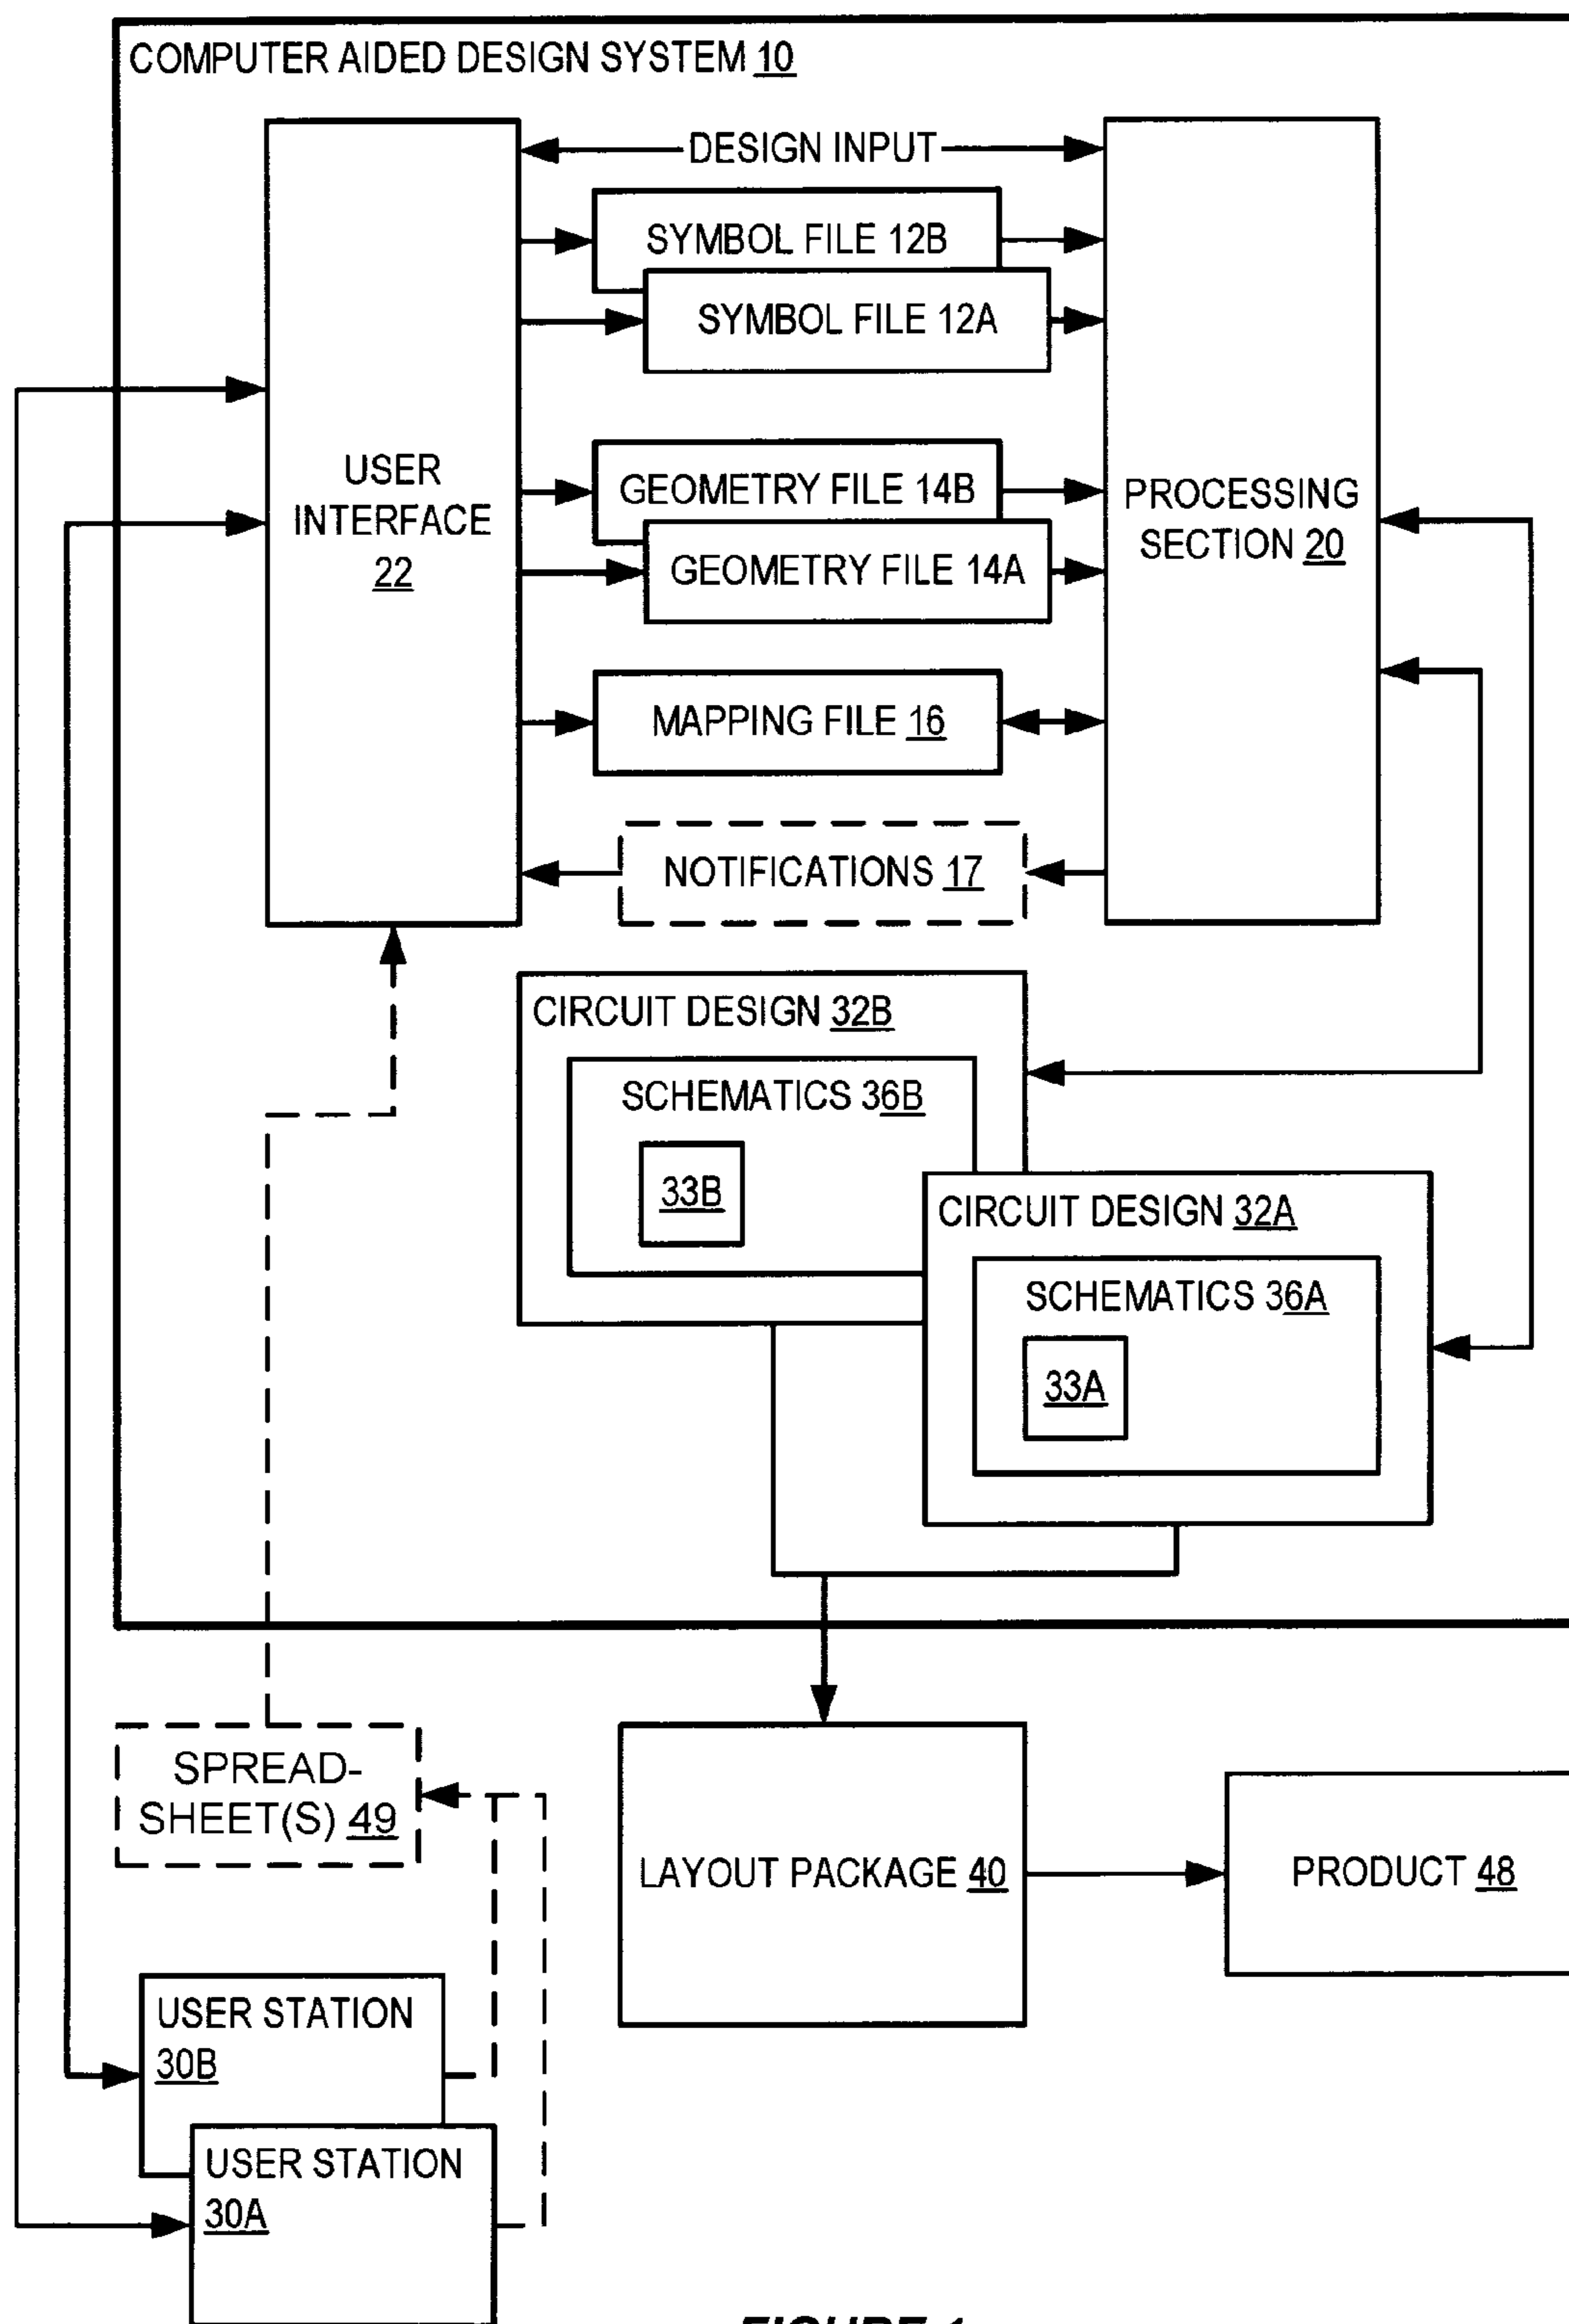 COMPUTER AIDED DESIGN SYSTEM 10
DESIGN INPUT
SYMBOL FILE 12B
SYMBOL FILE 12A
USER
INTERFACE
22
GEOMETRY FILE 14B
GEOMETRY FILE 14A
PROCESSING
SECTION 20
MAPPING FILE 16
NOTIFICATIONS 17
CIRCUIT DESIGN 32B
SCHEMATICS 36B
33B
CIRCUIT DESIGN 32A
SCHEMATICS 36A
33A
SPREAD-
SHEET(S) 49
LAYOUT PACKAGE 40
PRODUCT 48
USER STATION
30B
USER STATION
30A
FIGURE 1